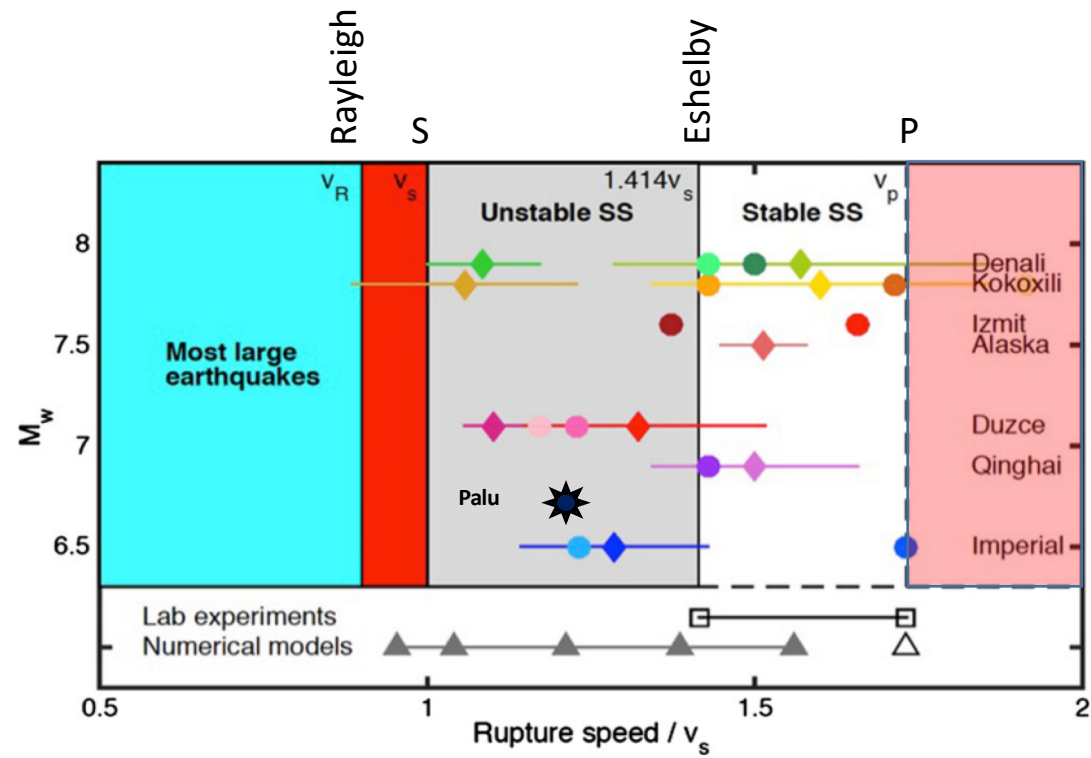 Rayleigh
S
Eshelby
P
vR
vs
1.414vs
vp
Unstable SS
Stable SS
8
Denali
Kokoxili
Izmit
7.5
Alaska
Most large
earthquakes
Mw
7
Duzce
Qinghai
Palu
6.5
Imperial
Lab experiments
Numerical models
0.5
1
1.5
2
Rupture speed / vs